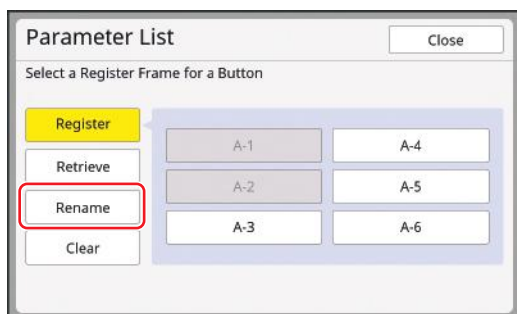 Parameter List
Close
Select a Register Frame for a Button
Register
Retrieve
Rename
Clear
A-1
A-4
A-2
A-5
A-3
A-6